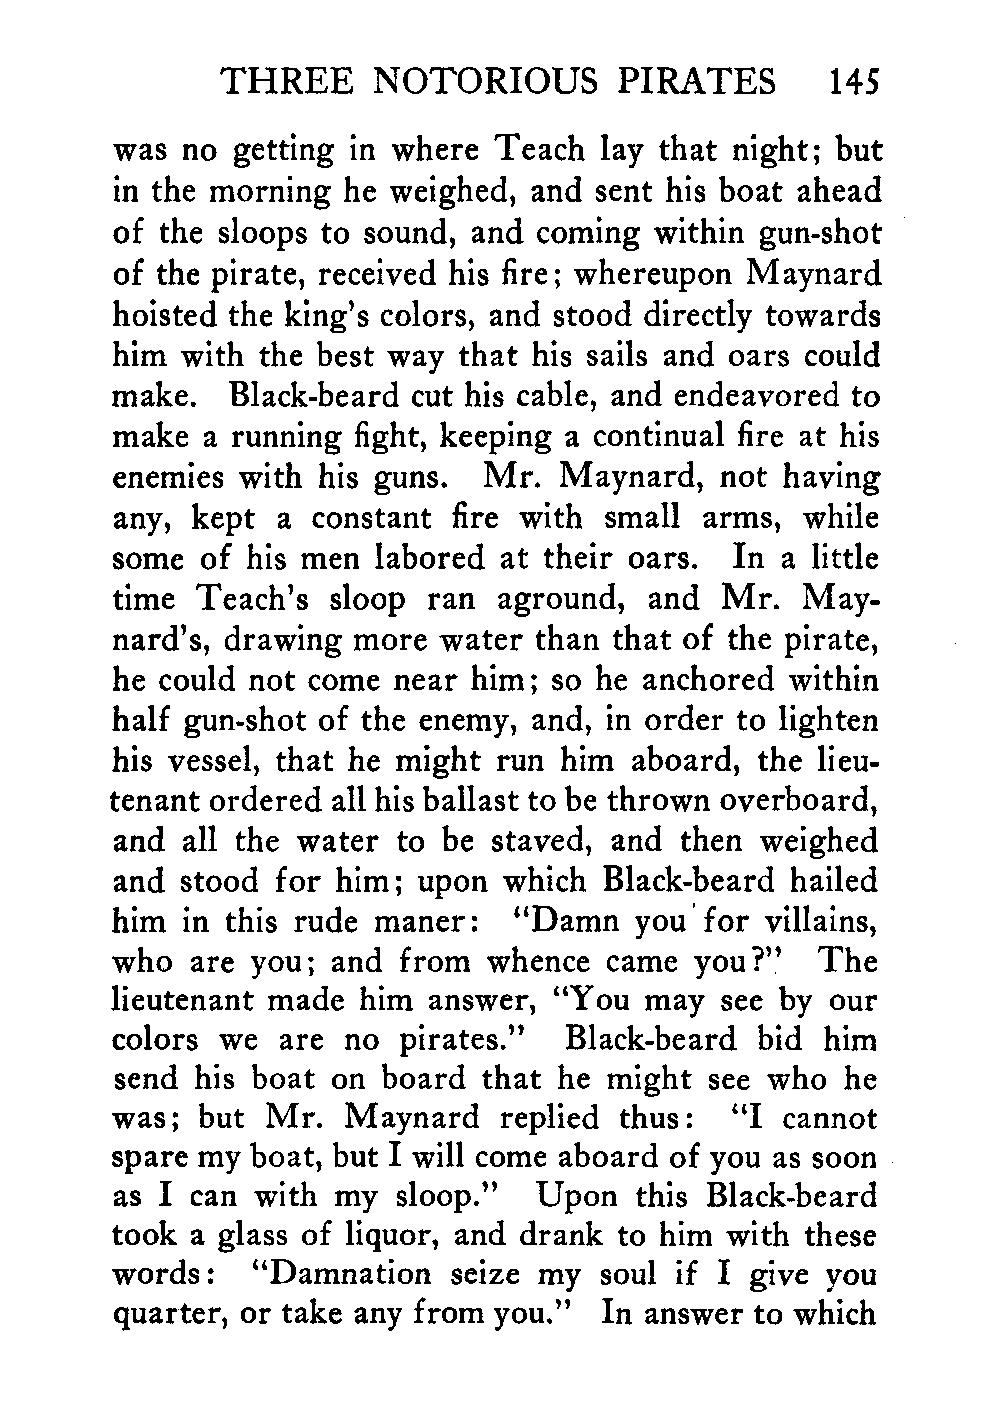 THREE NOTORIOUS PIRATES 145
was no getting in where Teach lay that night; but
in the morning he weighed, and sent his boat ahead
of the sloops to sound, and coming within gun-shot
of the pirate, received his fire; whereupon Maynard
hoisted the king's colors, and stood directly towards
him with the best way that his sails and oars could
make. Black-beard cut his cable, and endeavored to
make a running fight, keeping a continual fire at his
enemies with his guns. Mr. Maynard, not having
any, kept a constant fire with small arms, while
some of his men labored at their oars. In a little
time Teach's sloop ran aground, and Mr. May-
nard's, drawing more water than that of the pirate,
he could not come near him; so he anchored within
half gun-shot of the enemy, and, in order to lighten
his vessel, that he might run him aboard, the lieu-
tenant ordered all his ballast to be thrown overboard,
and all the water to be staved, and then weighed
and stood for him; upon which Black-beard hailed
him in this rude maner: "Damn you for villains,
who are you; and from whence came you?" The
lieutenant made him answer, "You may see by our
colors we are no pirates." Black-beard bid him
send his boat on board that he might see who he
was; but Mr. Maynard replied thus: "I cannot
spare my boat, but I will come aboard of you as soon
as I can with my sloop." Upon this Black-beard
took a glass of liquor, and drank to him with these
words: "Damnation seize my soul if I give you
quarter, or take any from you." In answer to which